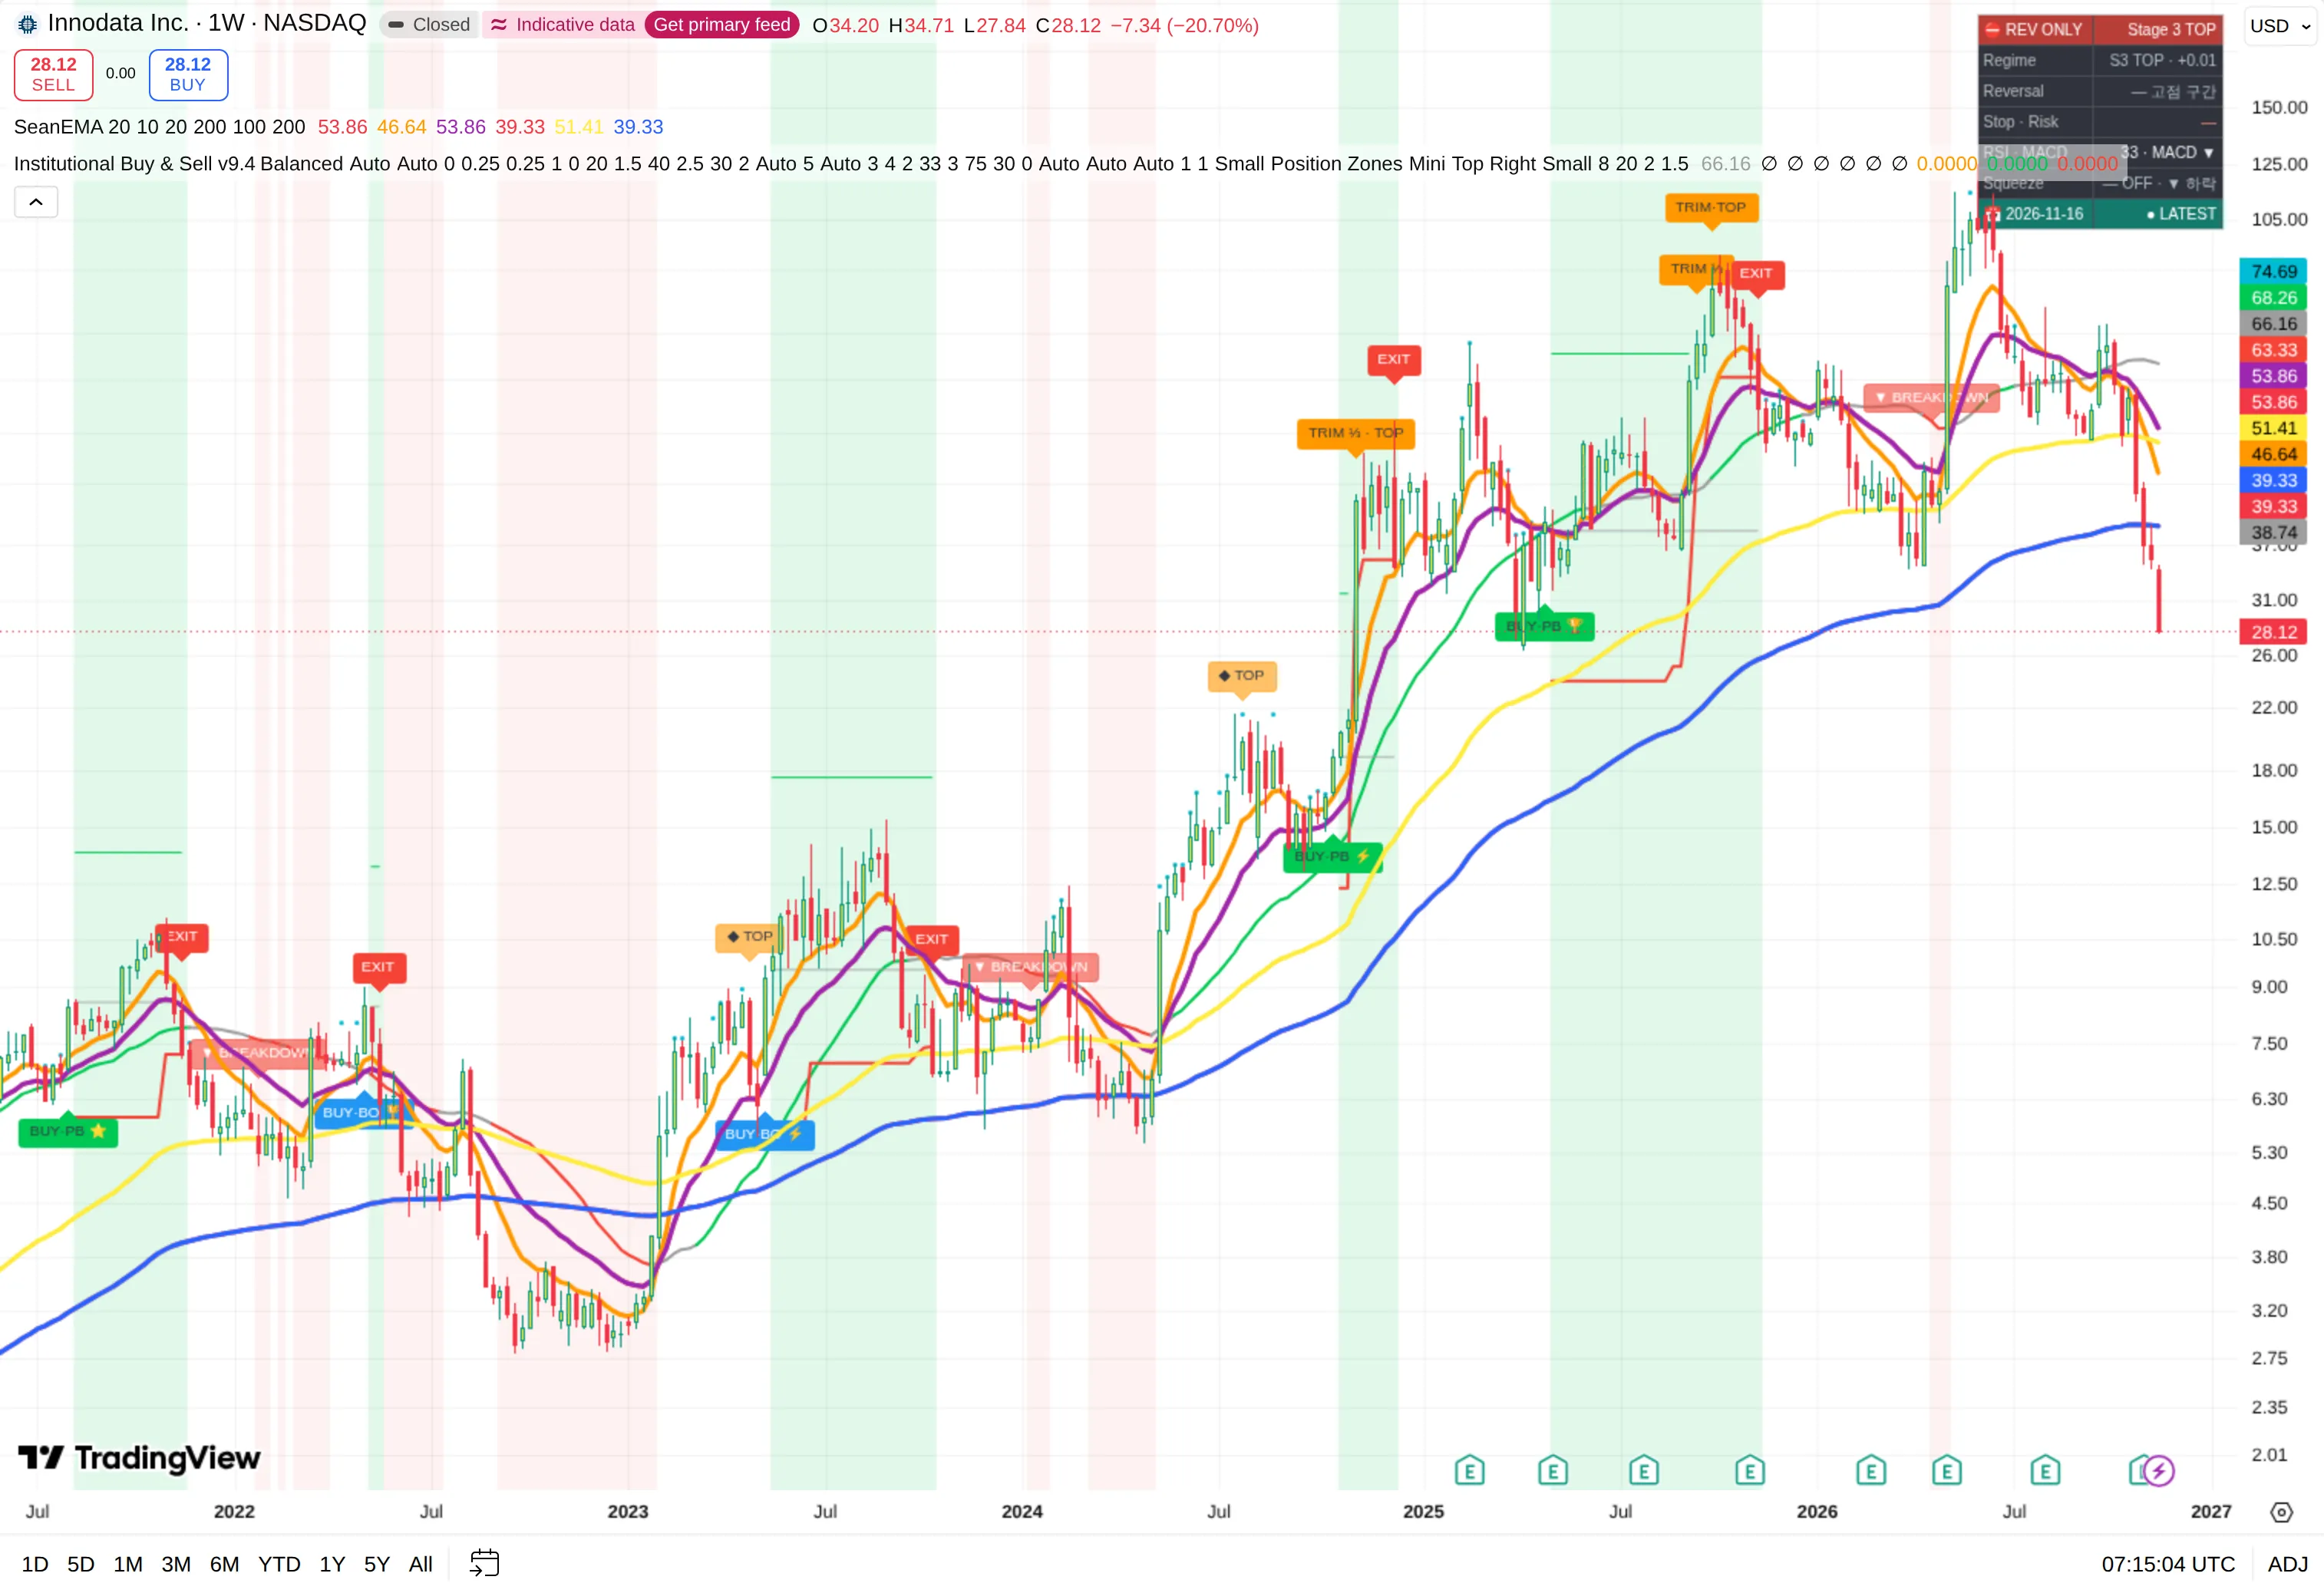 Innodata Inc. · 1W · NASDAQ Closed Indicative data Get primary feed O34.20 H34.71 L27.84 C28.12 −7.34 (−20.70%)
28.12 SELL
0.00
28.12 BUY
SeanEMA 20 10 20 200 100 200 53.86 46.64 53.86 39.33 51.41 39.33
Institutional Buy & Sell v9.4 Balanced Auto Auto 0 0.25 0.25 1 0 20 1.5 40 2.5 30 2 Auto 5 Auto 3 4 2 33 3 75 30 0 Auto Auto Auto 1 1 Small Position Zones Mini Top Right Small 8 20 2 1.5 66.16 ∅ ∅ ∅ ∅ ∅ ∅ 0.0000 0.0000 0.0000
REV ONLY Stage 3 TOP
Regime S3 TOP · +0.01
Reversal — 고점 구간
Stop · Risk —
RSI · MACD 33 · MACD ▼
Squeeze — OFF · ▼ 하락
2026-11-16 ● LATEST
USD
150.00
125.00
105.00
74.69
68.26
66.16
63.33
53.86
53.86
51.41
46.64
39.33
39.33
38.74
37.00
31.00
28.12
26.00
22.00
18.00
15.00
12.50
10.50
9.00
7.50
6.30
5.30
4.50
3.80
3.20
2.75
2.35
2.01
TRIM·TOP
TRIM ½
EXIT
EXIT
TRIM ½ · TOP
▼ BREAKDOWN
BUY·PB
◆ TOP
BUY·PB
EXIT
EXIT
◆ TOP
EXIT
▼ BREAKDOWN
▼ BREAKDOWN
BUY·PB
BUY·BO
BUY·BO
TradingView
E E E E E E E
Jul 2022 Jul 2023 Jul 2024 Jul 2025 Jul 2026 Jul 2027
1D 5D 1M 3M 6M YTD 1Y 5Y All
07:15:04 UTC ADJ